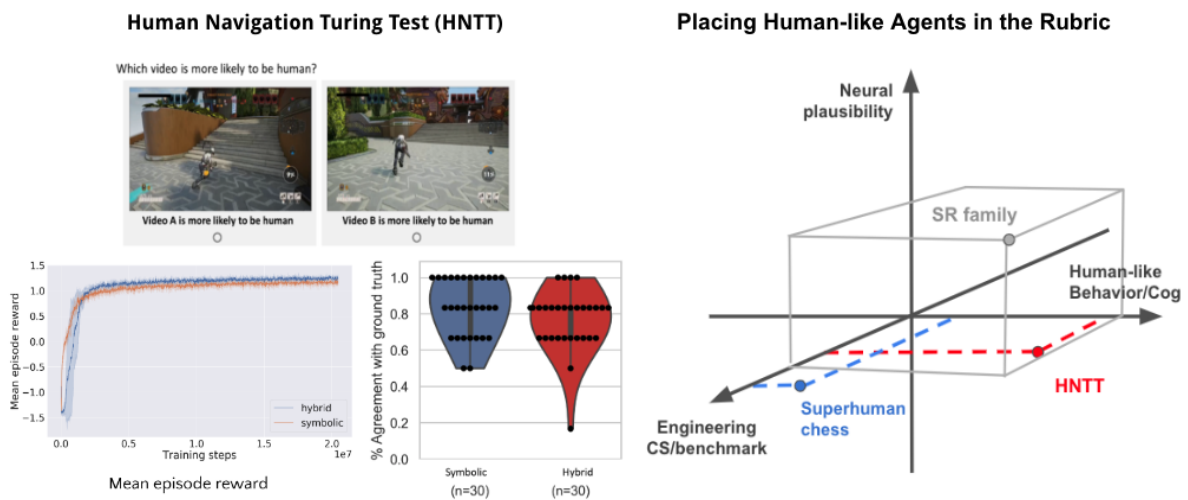 Human Navigation Turing Test (HNTT)
Which video is more likely to be human?
Video A is more likely to be human
Video B is more likely to be human
Mean episode reward
1.5
1.0
0.5
0.0
−0.5
−1.0
−1.5
hybrid
symbolic
0.0
0.5
1.0
1.5
2.0
1e7
Training steps
Mean episode reward
% Agreement with ground truth
1.0
0.8
0.6
0.4
0.2
0.0
Symbolic
(n=30)
Hybrid
(n=30)
Placing Human-like Agents in the Rubric
Neural
plausibility
SR family
Human-like
Behavior/Cog
HNTT
Superhuman
chess
Engineering
CS/benchmark